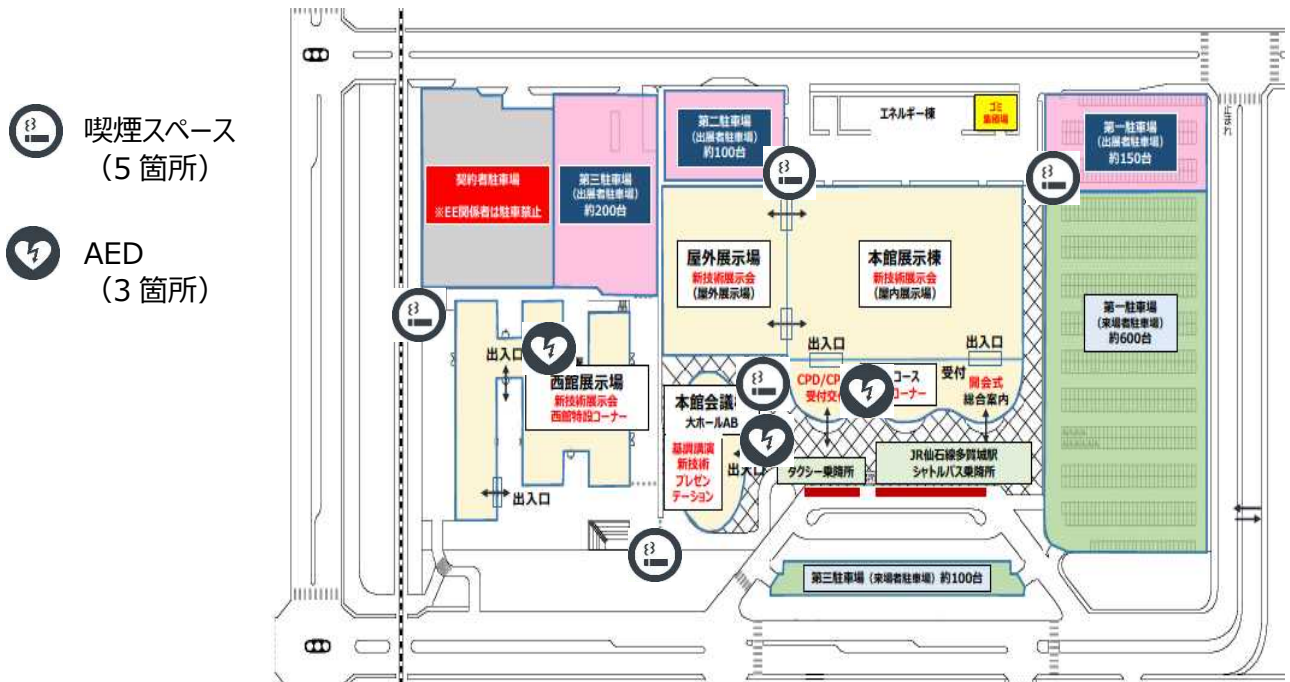 喫煙スペース
（5 箇所）
AED
（3 箇所）
エネルギー棟
ゴミ
集積場
止まれ
第二駐車場
（出展者駐車場）
約100台
第一駐車場
（出展者駐車場）
約150台
契約者駐車場
※EE関係者は駐車禁止
第三駐車場
（出展者駐車場）
約200台
屋外展示場
新技術展示会
（屋外展示場）
本館展示棟
新技術展示会
（屋内展示場）
第一駐車場
（来場者駐車場）
約600台
出入口
出入口
出入口
西館展示場
新技術展示会
西館特設コーナー
出入口
CPD/CP
受付交
コース
コーナー
受付
開会式
総合案内
本館会議
大ホールAB
基調講演
新技術
プレゼン
テーション
出入口
タクシー乗降所
JR仙石線多賀城駅
シャトルバス乗降所
第三駐車場（来場者駐車場）約100台